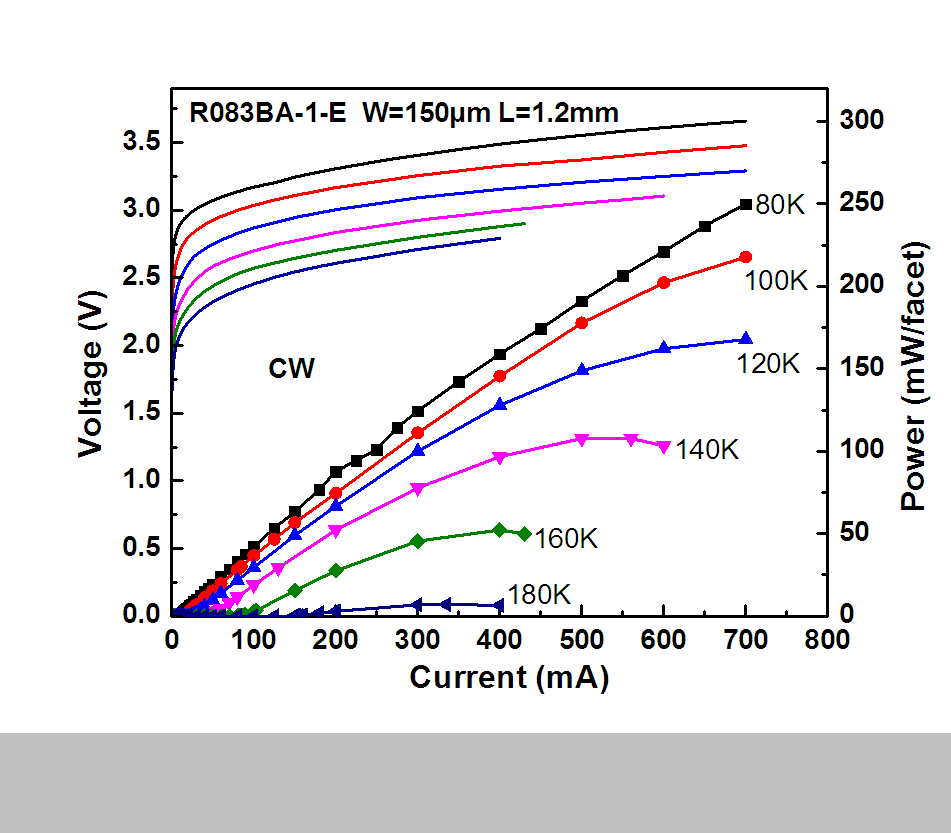 R083BA-1-E W=150μm L=1.2mm
3.5
3.0
2.5
2.0
1.5
1.0
0.5
0.0
Voltage (V)
300
250
200
150
100
50
0
Power (mW/facet)
80K
100K
120K
CW
140K
160K
180K
0 100 200 300 400 500 600 700 800
Current (mA)